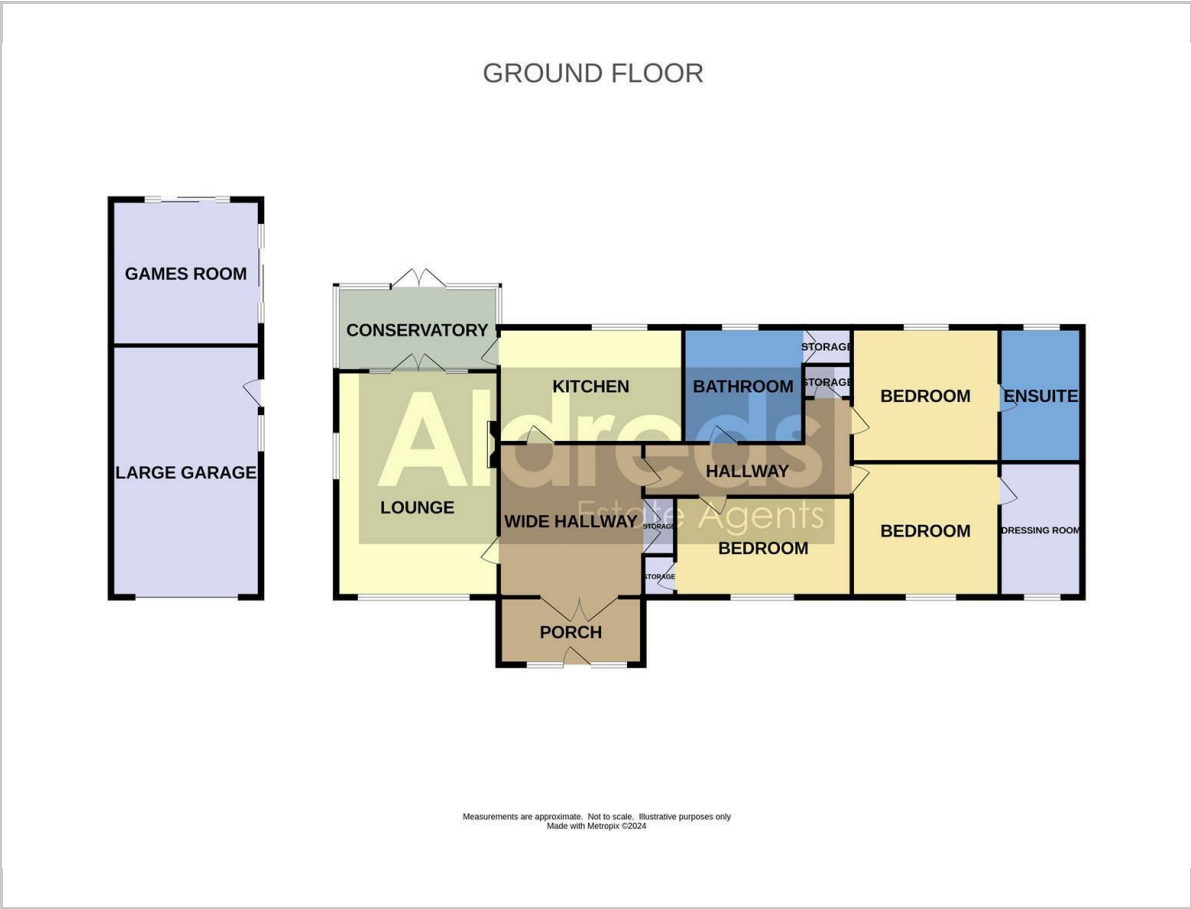 GROUND FLOOR
GAMES ROOM
CONSERVATORY
STORAGE
STORAGE
KITCHEN
BATHROOM
BEDROOM
ENSUITE
Aldreds
Estate Agents
LARGE GARAGE
HALLWAY
LOUNGE
WIDE HALLWAY
STORAGE
BEDROOM
BEDROOM
DRESSING ROOM
STORAGE
PORCH
Measurements are approximate. Not to scale. Illustrative purposes only
Made with Metropix ©2024